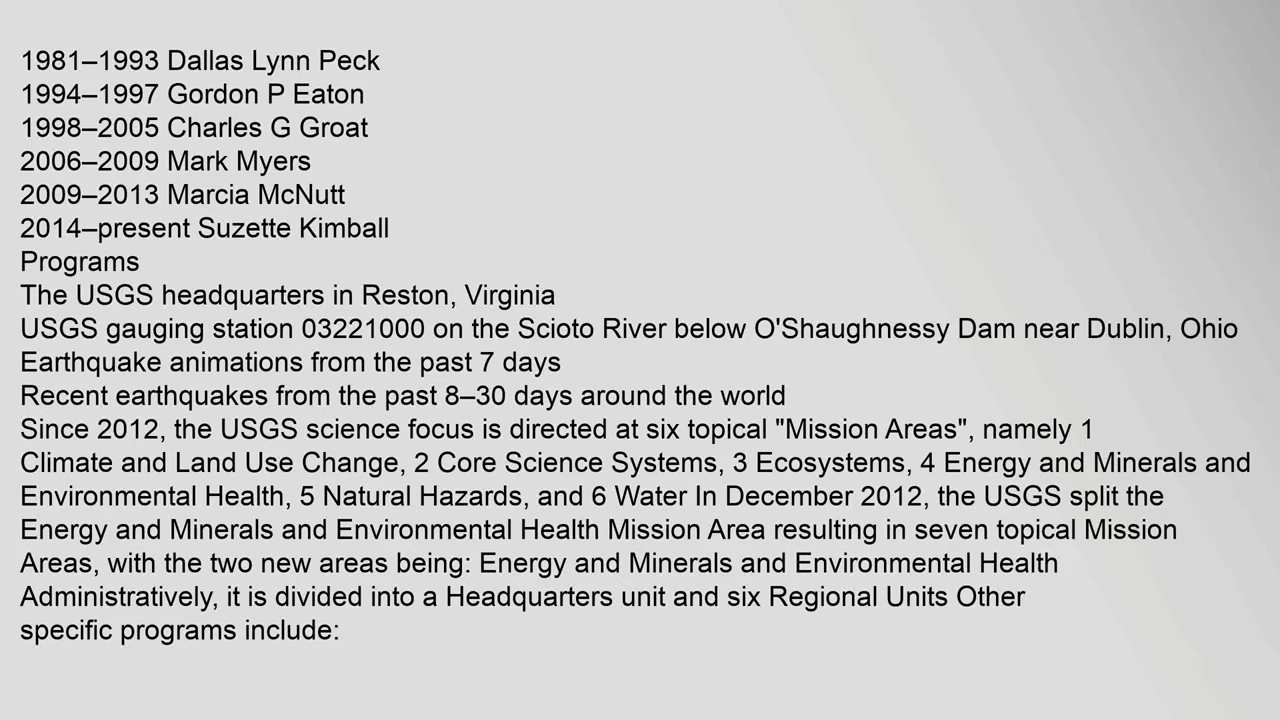 1981–1993 Dallas Lynn Peck
1994–1997 Gordon P Eaton
1998–2005 Charles G Groat
2006–2009 Mark Myers
2009–2013 Marcia McNutt
2014–present Suzette Kimball
Programs
The USGS headquarters in Reston, Virginia
USGS gauging station 03221000 on the Scioto River below O'Shaughnessy Dam near Dublin, Ohio
Earthquake animations from the past 7 days
Recent earthquakes from the past 8–30 days around the world
Since 2012, the USGS science focus is directed at six topical "Mission Areas", namely 1
Climate and Land Use Change, 2 Core Science Systems, 3 Ecosystems, 4 Energy and Minerals and
Environmental Health, 5 Natural Hazards, and 6 Water In December 2012, the USGS split the
Energy and Minerals and Environmental Health Mission Area resulting in seven topical Mission
Areas, with the two new areas being: Energy and Minerals and Environmental Health
Administratively, it is divided into a Headquarters unit and six Regional Units Other
specific programs include: